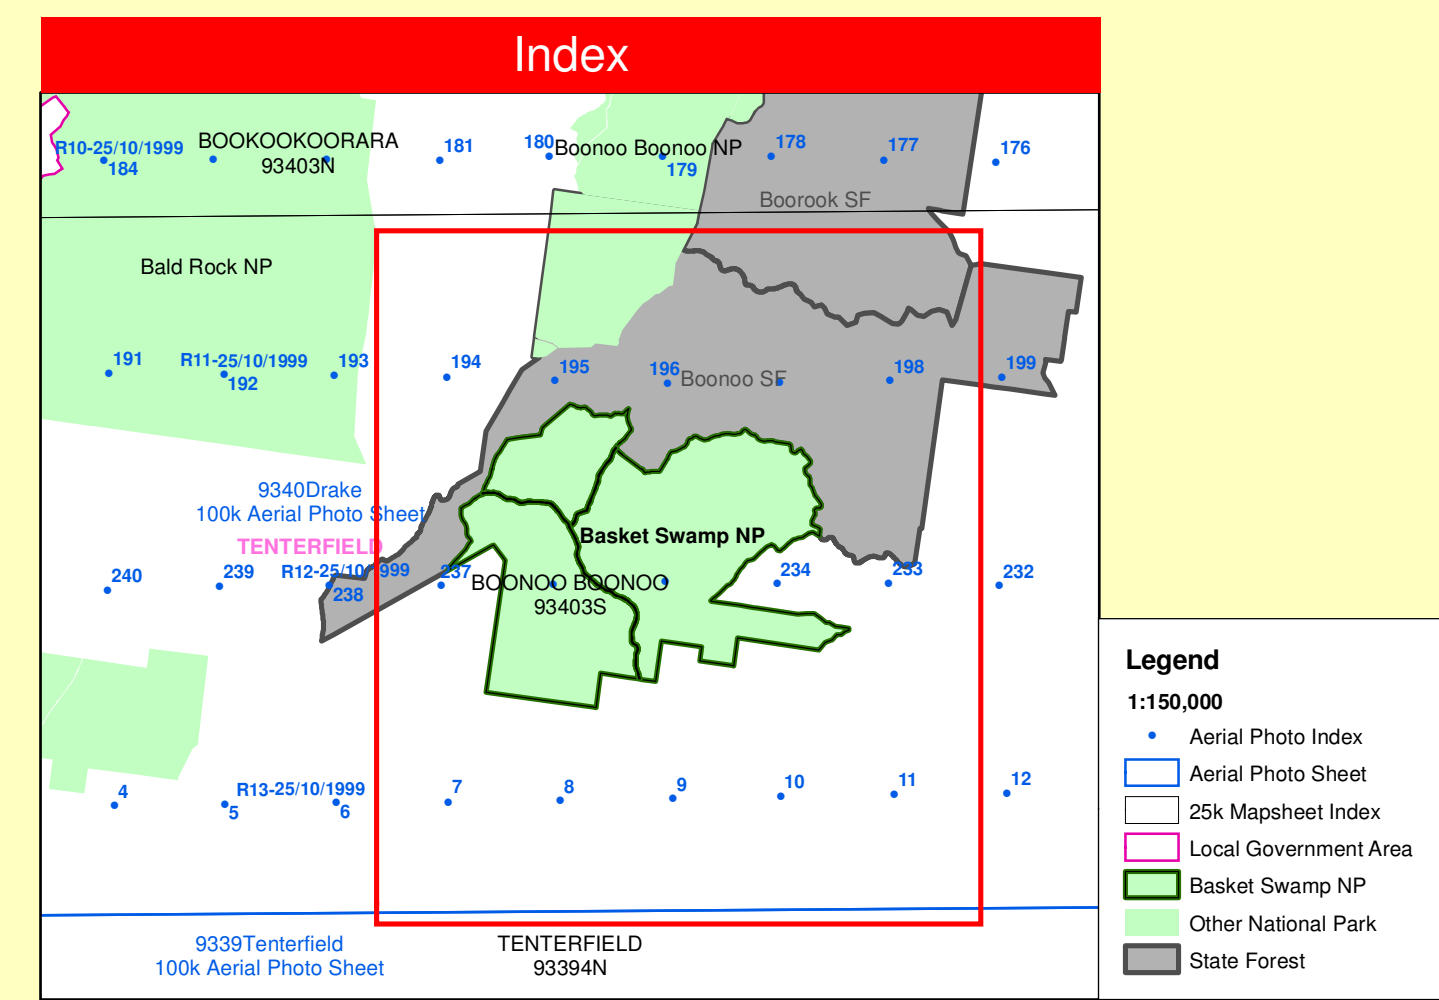 Index
R10-25/10/1999
184
BOOKOOKOORARA
93403N
181
180
Boonoo Boonoo NP
179
178
177
176
Boorook SF
Bald Rock NP
191
R11-25/10/1999
192
193
194
195
196
Boonoo SF
198
199
9340Drake
100k Aerial Photo Sheet
TENTERFIELD
Basket Swamp NP
240
239
R12-25/10/1999
238
237
BOONOO BOONOO
93403S
234
233
232
4
R13-25/10/1999
5
6
7
8
9
10
11
12
9339Tenterfield
100k Aerial Photo Sheet
TENTERFIELD
93394N
Legend
1:150,000
Aerial Photo Index
Aerial Photo Sheet
25k Mapsheet Index
Local Government Area
Basket Swamp NP
Other National Park
State Forest